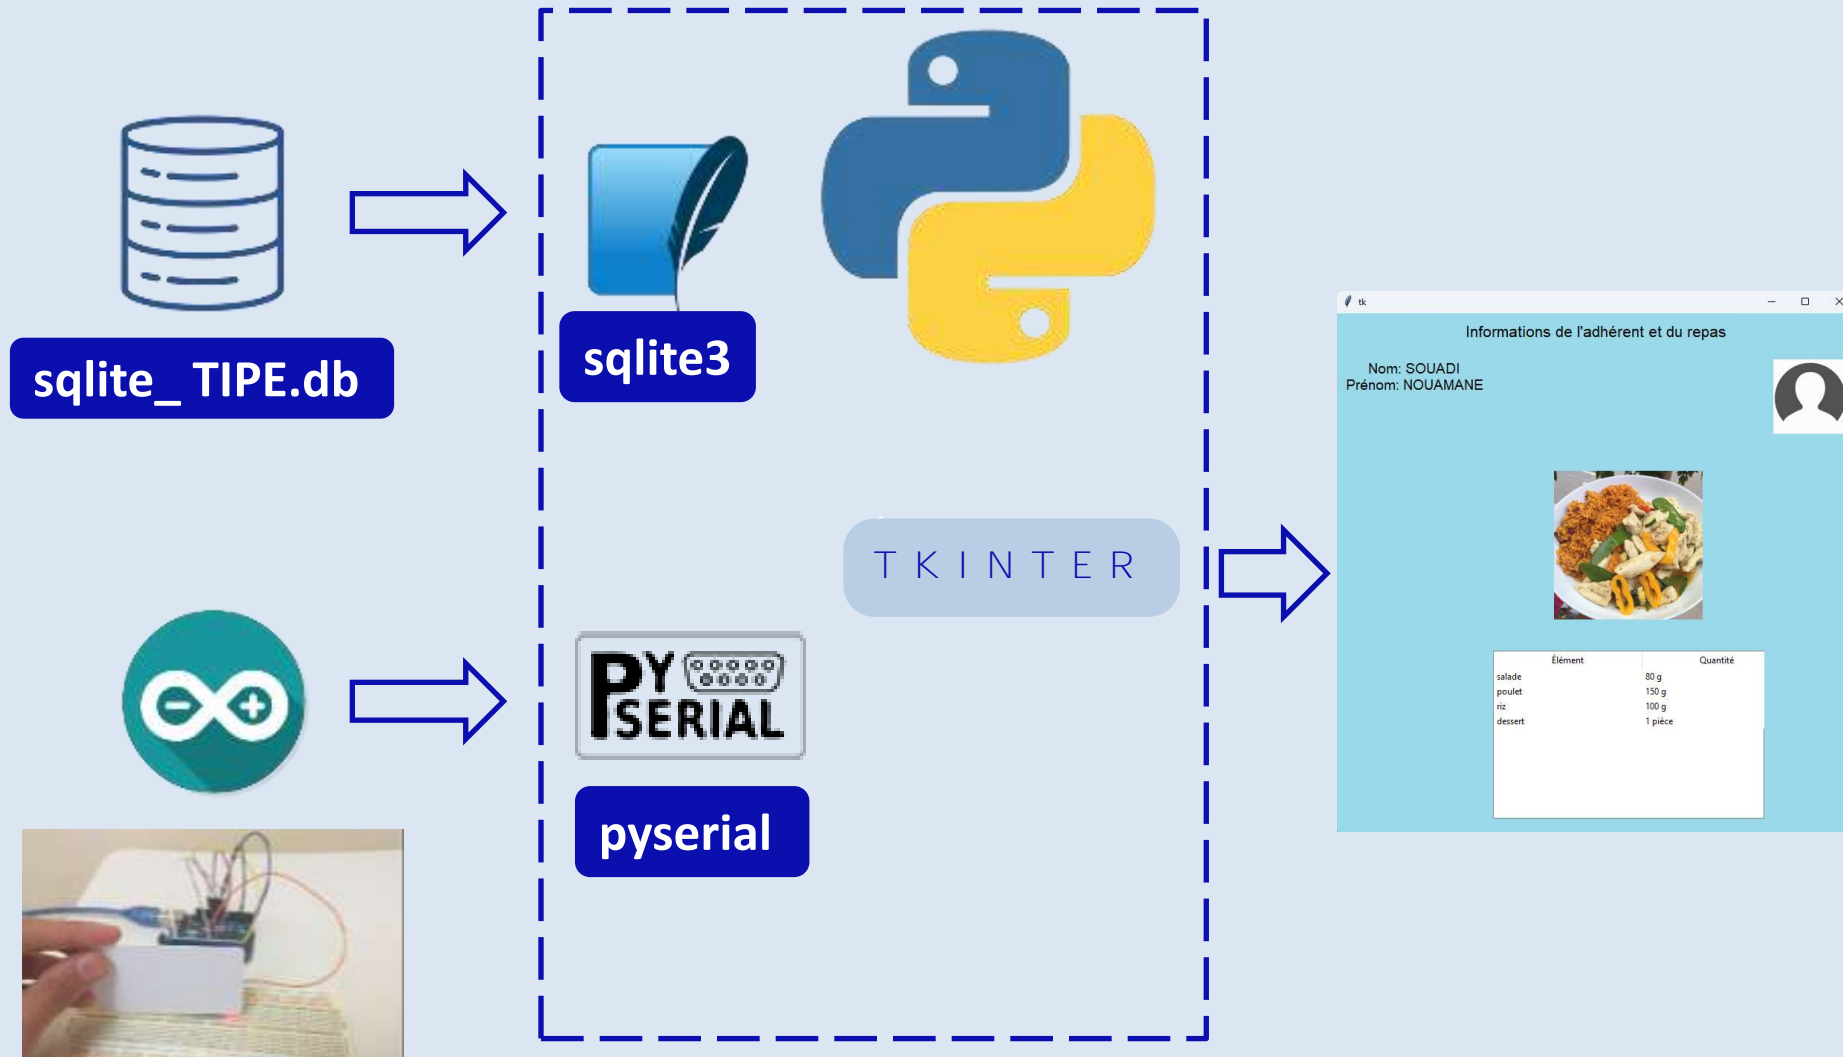 sqlite_ TIPE.db
sqlite3
TKINTER
PY
SERIAL
pyserial
tk
Informations de l'adhérent et du repas
Nom: SOUADI
Prénom: NOUAMANE
Élément Quantité
salade 80 g
poulet 150 g
riz 100 g
dessert 1 pièce